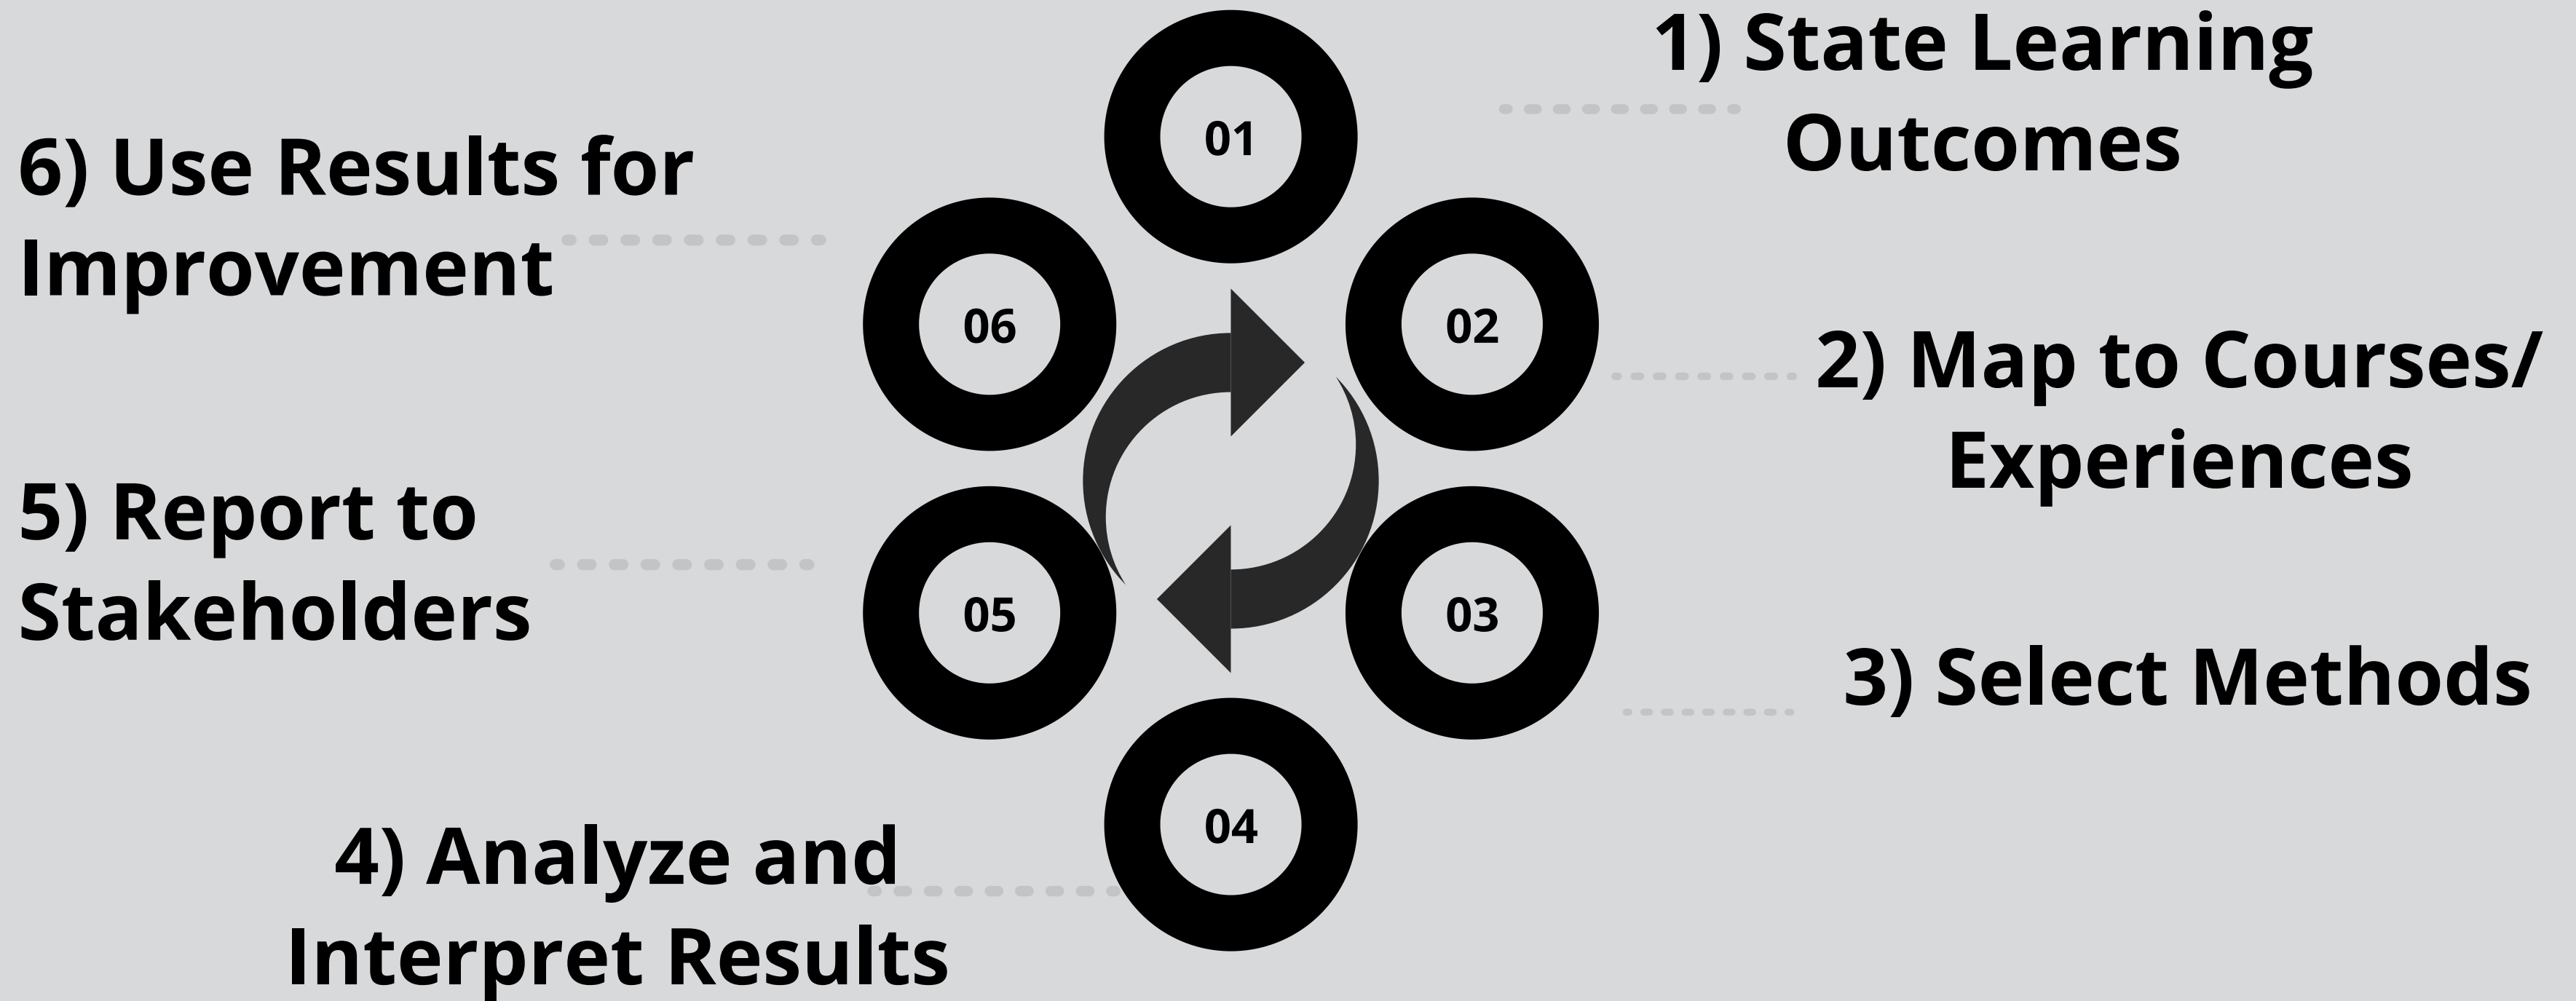 1) State Learning
Outcomes
2) Map to Courses/
Experiences
3) Select Methods
4) Analyze and
Interpret Results
5) Report to
Stakeholders
6) Use Results for
Improvement
01
02
03
04
05
06